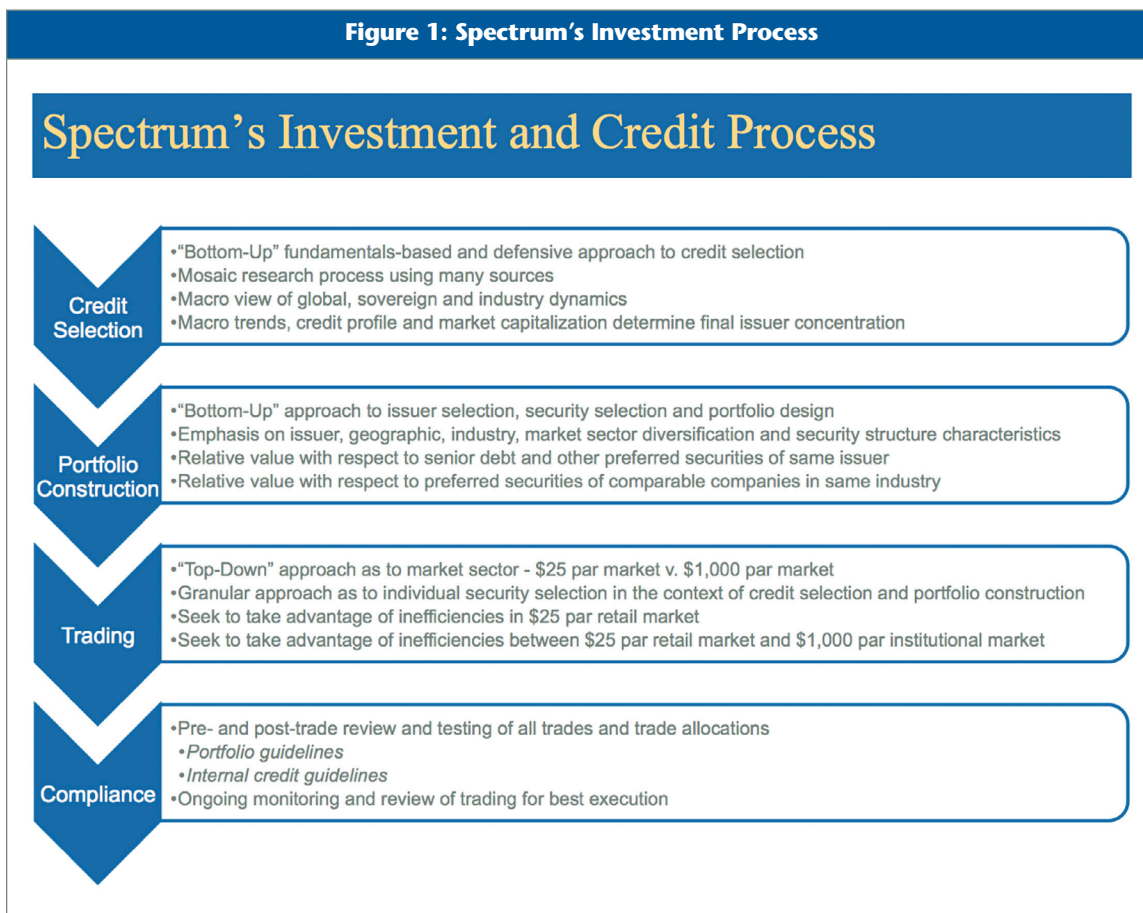 Figure 1: Spectrum’s Investment Process
Spectrum’s Investment and Credit Process
Credit
Selection
•“Bottom-Up” fundamentals-based and defensive approach to credit selection
•Mosaic research process using many sources
•Macro view of global, sovereign and industry dynamics
•Macro trends, credit profile and market capitalization determine final issuer concentration
Portfolio
Construction
•“Bottom-Up” approach to issuer selection, security selection and portfolio design
•Emphasis on issuer, geographic, industry, market sector diversification and security structure characteristics
•Relative value with respect to senior debt and other preferred securities of same issuer
•Relative value with respect to preferred securities of comparable companies in same industry
Trading
•“Top-Down” approach as to market sector - $25 par market v. $1,000 par market
•Granular approach as to individual security selection in the context of credit selection and portfolio construction
•Seek to take advantage of inefficiencies in $25 par retail market
•Seek to take advantage of inefficiencies between $25 par retail market and $1,000 par institutional market
Compliance
•Pre- and post-trade review and testing of all trades and trade allocations
•Portfolio guidelines
•Internal credit guidelines
•Ongoing monitoring and review of trading for best execution